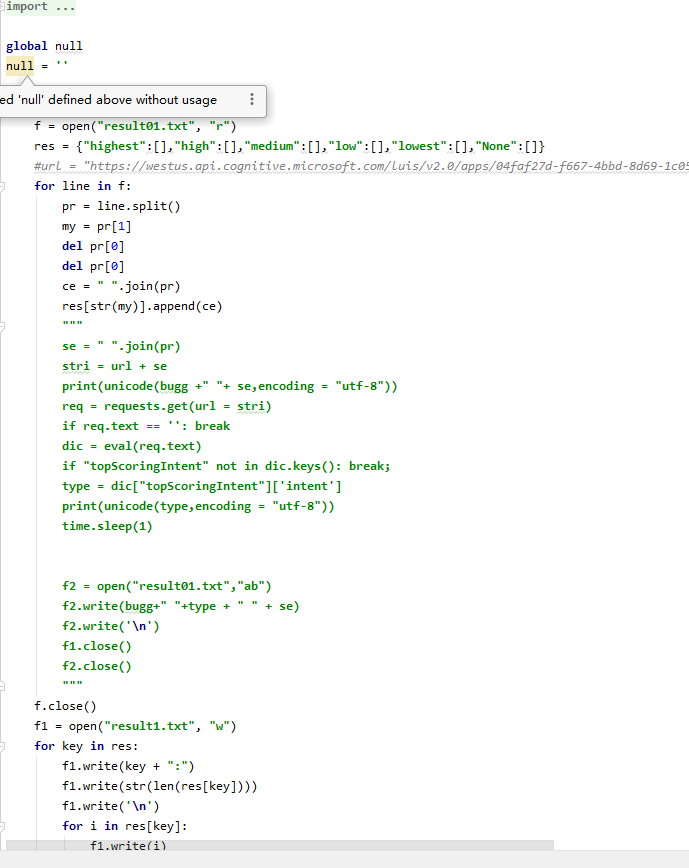 import ...
global null
null = ''
ed 'null' defined above without usage
f = open("result01.txt", "r")
res = {"highest":[],"high":[],"medium":[],"low":[],"lowest":[],"None":[]}
#url = "https://westus.api.cognitive.microsoft.com/luis/v2.0/apps/04faf27d-f667-4bbd-8d69-1c05
for line in f:
pr = line.split()
my = pr[1]
del pr[0]
del pr[0]
ce = " ".join(pr)
res[str(my)].append(ce)
"""
se = " ".join(pr)
stri = url + se
print(unicode(bugg +" "+ se,encoding = "utf-8"))
req = requests.get(url = stri)
if req.text == '': break
dic = eval(req.text)
if "topScoringIntent" not in dic.keys(): break;
type = dic["topScoringIntent"]['intent']
print(unicode(type,encoding = "utf-8"))
time.sleep(1)
f2 = open("result01.txt","ab")
f2.write(bugg+" "+type + " " + se)
f2.write('\n')
f1.close()
f2.close()
"""
f.close()
f1 = open("result1.txt", "w")
for key in res:
f1.write(key + ":")
f1.write(str(len(res[key])))
f1.write('\n')
for i in res[key]:
f1.write(i)